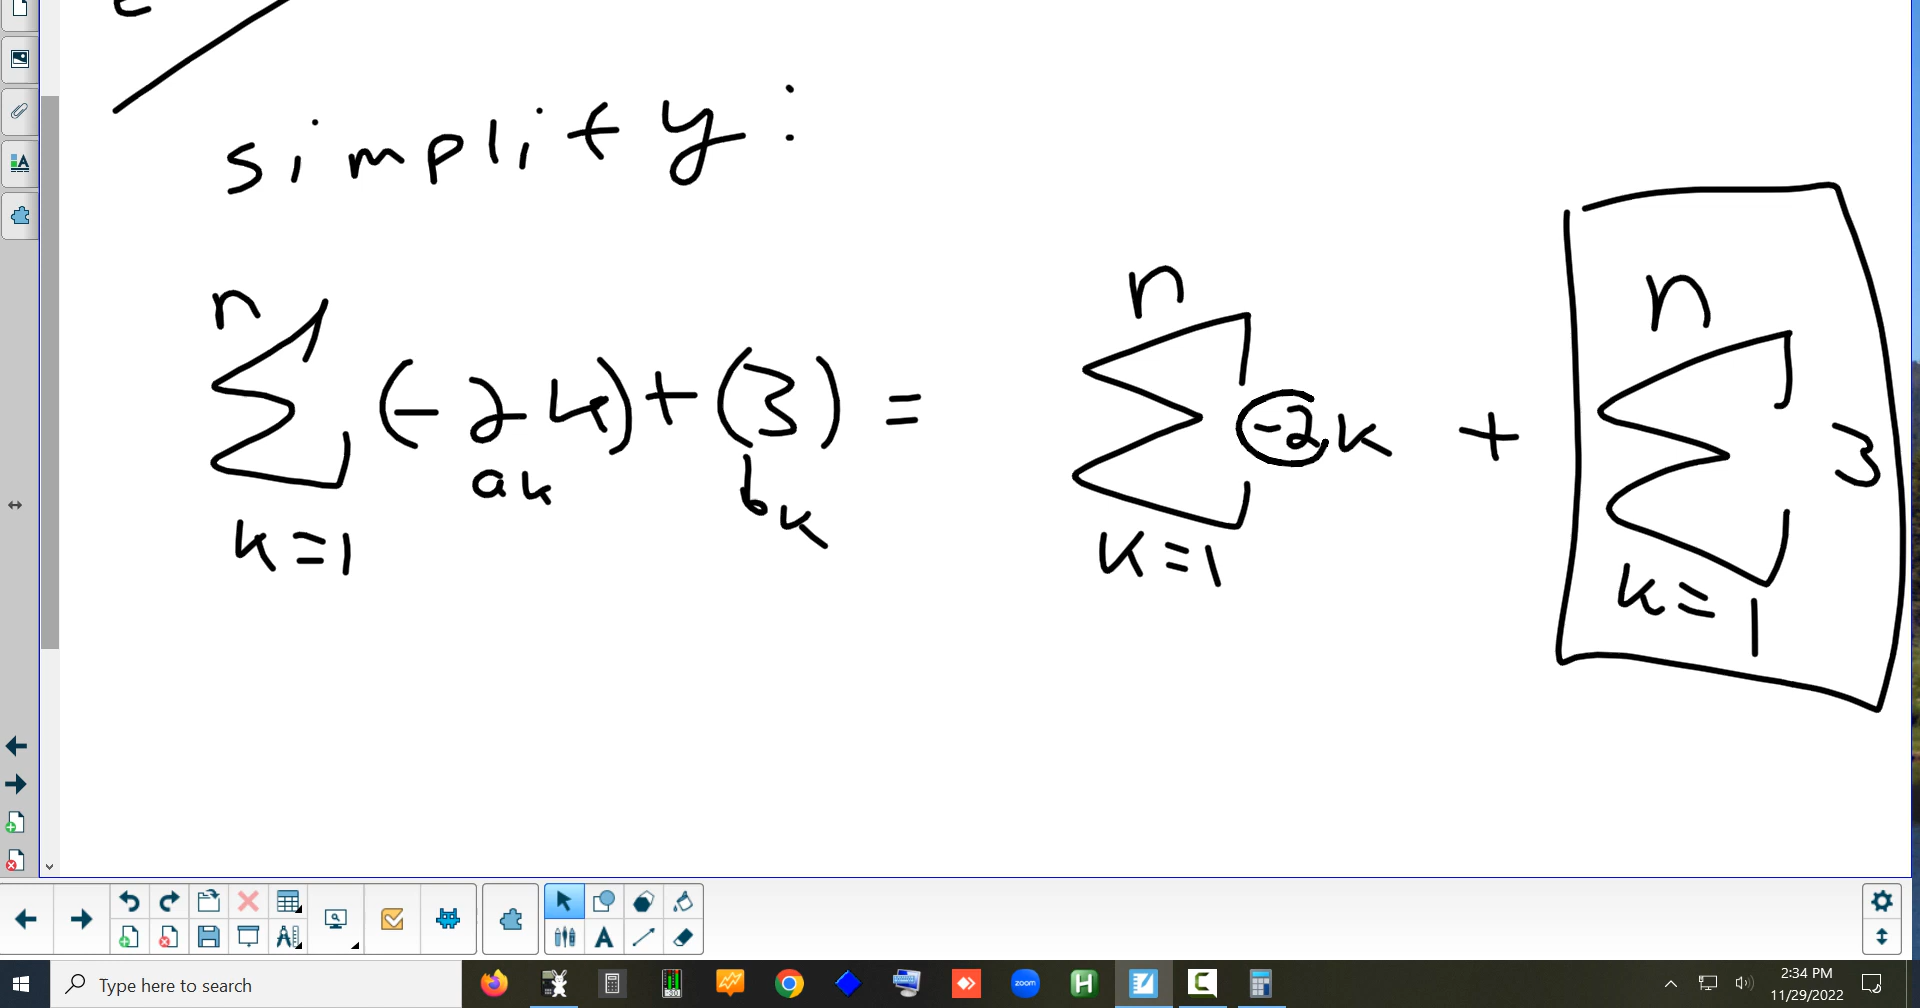 simplify:
n n n
∑ (-2k)+(3) = ∑ -2k + ∑ 3
ak bk
k=1 k=1 k=1
Type here to search
zoom
2:34 PM
11/29/2022